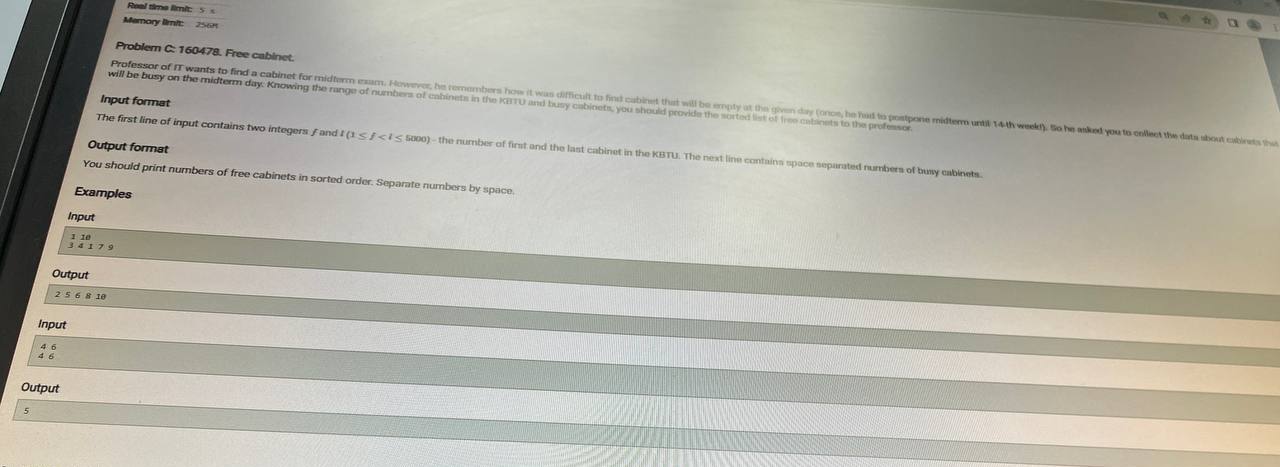 Real time limit: 5 s
Memory limit: 256M
Problem C: 160478. Free cabinet.
Professor of IT wants to find a cabinet for midterm exam. However, he remembers how it was difficult to find cabinet that will be empty at the given day (once, he had to postpone midterm until 14-th week!). So he asked you to collect the data about cabinets that
will be busy on the midterm day. Knowing the range of numbers of cabinets in the KBTU and busy cabinets, you should provide the sorted list of free cabinets to the professor.
Input format
The first line of input contains two integers f and l (1 ≤ f < l ≤ 5000) - the number of first and the last cabinet in the KBTU. The next line contains space separated numbers of busy cabinets.
Output format
You should print numbers of free cabinets in sorted order. Separate numbers by space.
Examples
Input
1 10
3 4 1 7 9
Output
2 5 6 8 10
Input
4 6
4 6
Output
5